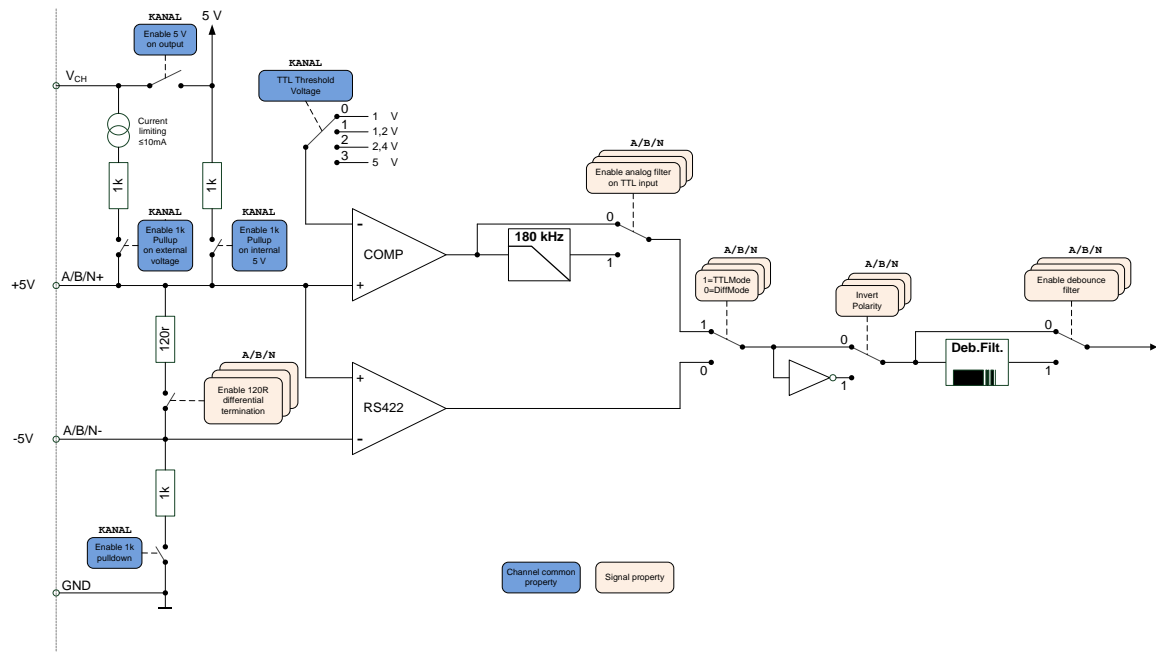 KANAL
5 V
Enable 5 V
on output
VCH
Current
limiting
≤10mA
1k
1k
KANAL
TTL Threshold
Voltage
0
1 V
1
1,2 V
2
2,4 V
3
5 V
KANAL
Enable 1k
Pullup
on external
voltage
KANAL
Enable 1k
Pullup
on internal
5 V
-
COMP
+
A/B/N
Enable analog filter
on TTL input
0
180 kHz
1
+5V
A/B/N+
120r
A/B/N
Enable 120R
differential
termination
+
RS422
-
A/B/N
1=TTLMode
0=DiffMode
1
0
A/B/N
Invert
Polarity
0
1
A/B/N
Enable debounce
filter
0
Deb.Filt.
1
-5V
A/B/N-
1k
KANAL
Enable 1k
pulldown
GND
Channel common
property
Signal property